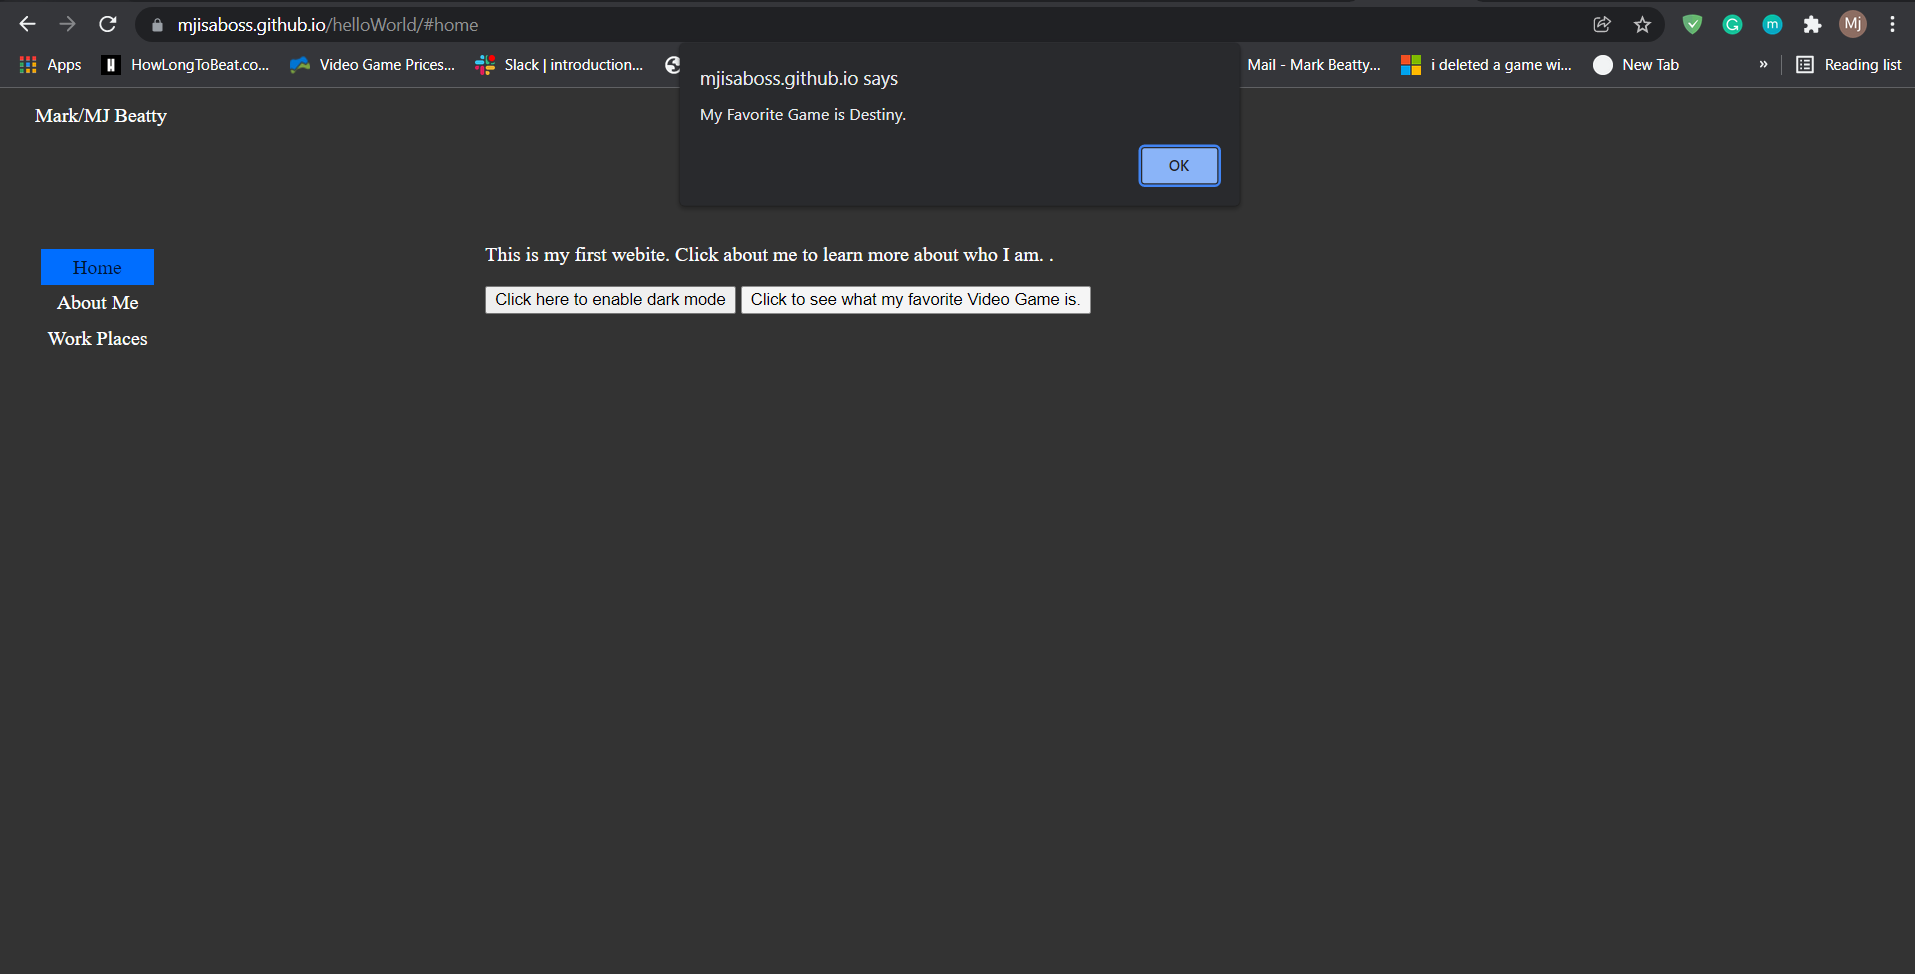 mjisaboss.github.io/helloWorld/#home
Mj
Apps HowLongToBeat.co... Video Game Prices... Slack | introduction... Mail - Mark Beatty... i deleted a game wi... New Tab » Reading list
mjisaboss.github.io says
My Favorite Game is Destiny.
OK
Mark/MJ Beatty
Home
About Me
Work Places
This is my first webite. Click about me to learn more about who I am. .
Click here to enable dark mode Click to see what my favorite Video Game is.